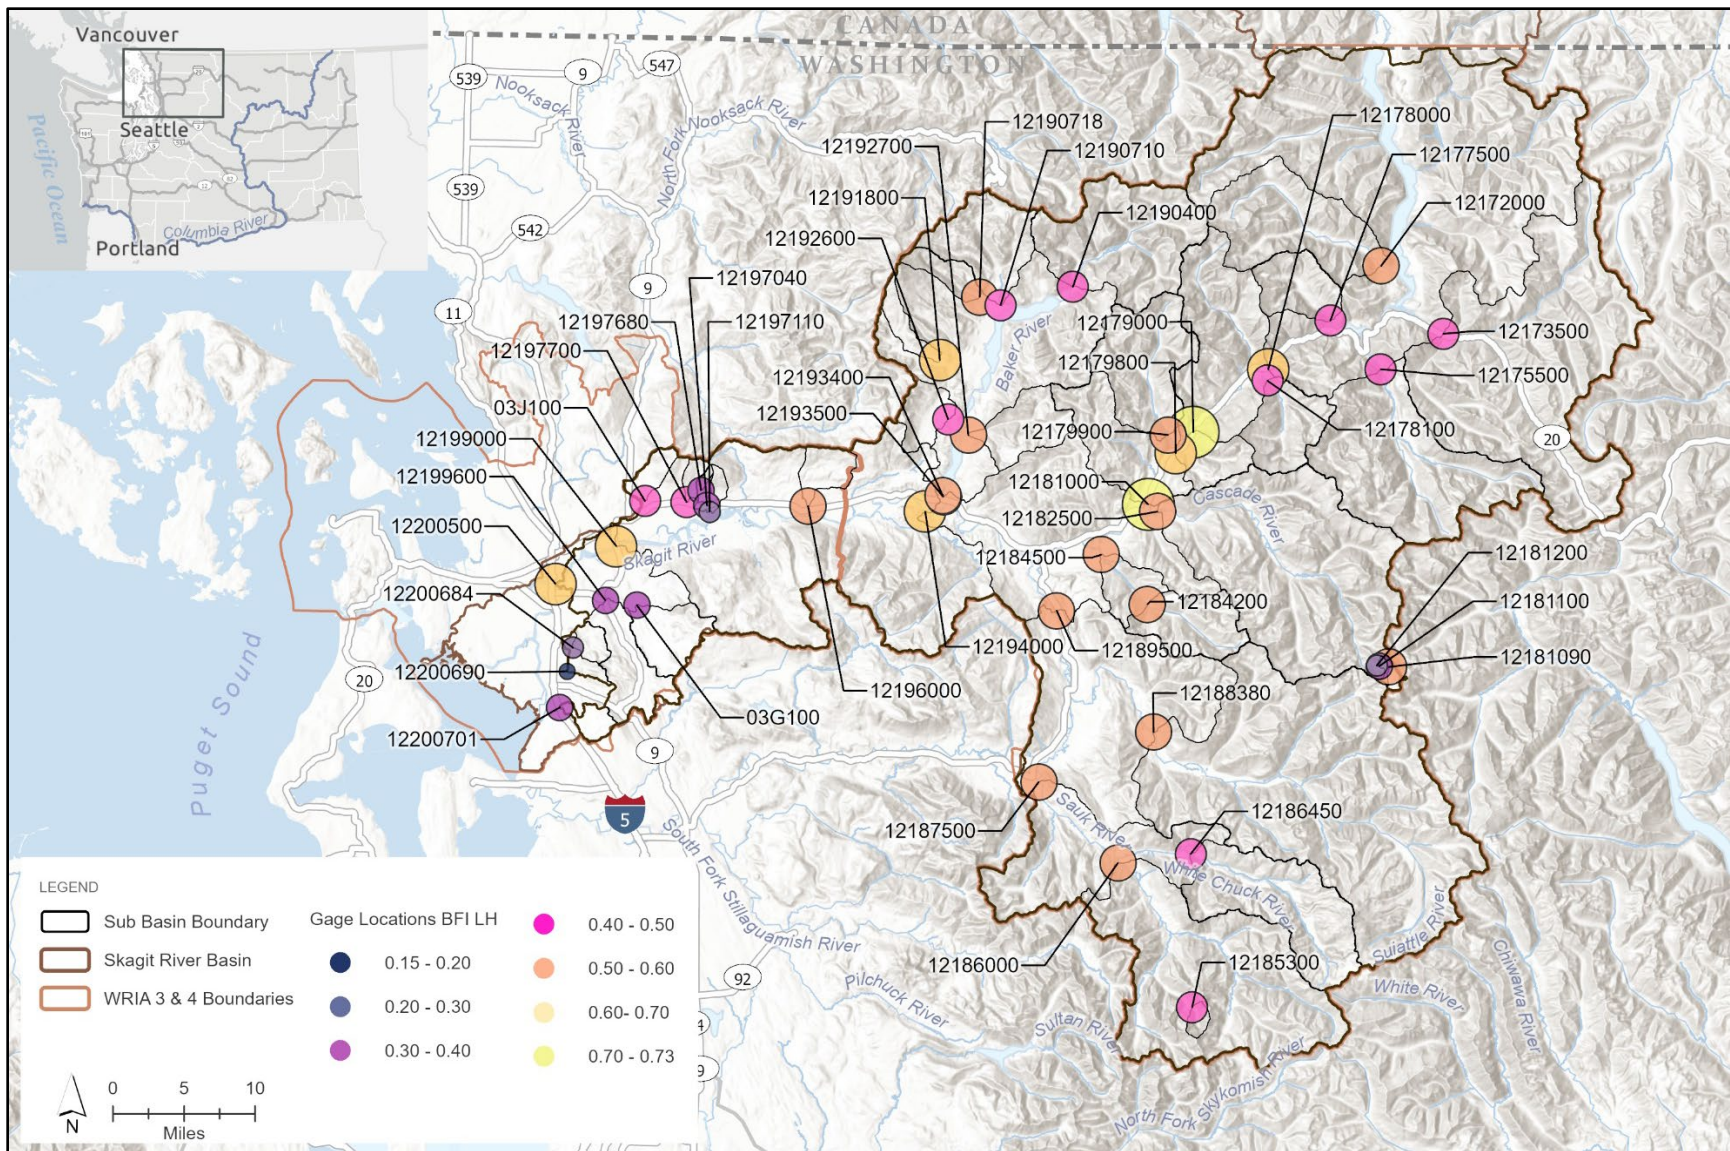 CANADA
WASHINGTON
Vancouver
Seattle
Portland
Pacific Ocean
Columbia River
539
9
547
Nooksack River
North Fork Nooksack River
539
542
9
11
12178000
12190718
12177500
12192700
12190710
12191800
12190400
12172000
12192600
12197040
12197680
12197110
12179000
12173500
12197700
12179800
12175500
12193400
Baker River
03J100
12193500
12179900
12178100
12199000
20
12199600
12181000
Cascade River
12200500
12182500
Skagit River
12184500
12181200
12200684
12184200
12181100
12200690
12194000
12189500
12181090
20
12196000
12188380
03G100
12200701
9
Puget Sound
5
12187500
Sauk River
12186450
White Chuck River
South Fork Stillaguamish River
Suiattle River
Chiwawa River
92
12186000
12185300
White River
Pilchuck River
Sultan River
North Fork Skykomish River
9
LEGEND
Sub Basin Boundary
Skagit River Basin
WRIA 3 & 4 Boundaries
Gage Locations BFI LH
0.15 - 0.20
0.20 - 0.30
0.30 - 0.40
0.40 - 0.50
0.50 - 0.60
0.60- 0.70
0.70 - 0.73
N
0 5 10
Miles